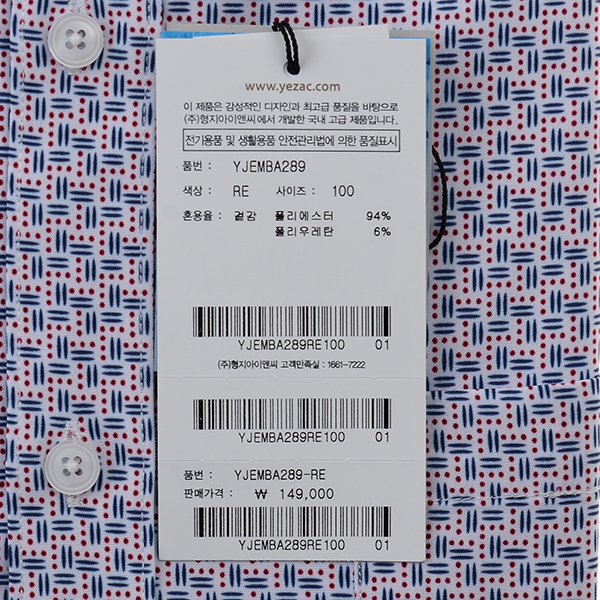 www.yezac.com
이 제품은 감성적인 디자인과 최고급 품질을 바탕으로
(주)형지아이앤씨에서 개발한 국내 고급 제품입니다.
전기용품 및 생활용품 안전관리법에 의한 품질표시
품번 : YJEMBA289
색상 : RE 사이즈 : 100
혼용율 : 겉감 폴리에스터 94%
폴리우레탄 6%
YJEMBA289RE100 01
(주)형지아이앤씨 고객만족실 : 1661-7222
YJEMBA289RE100 01
품번 : YJEMBA289-RE
판매가격 : ₩ 149,000
YJEMBA289RE100 01